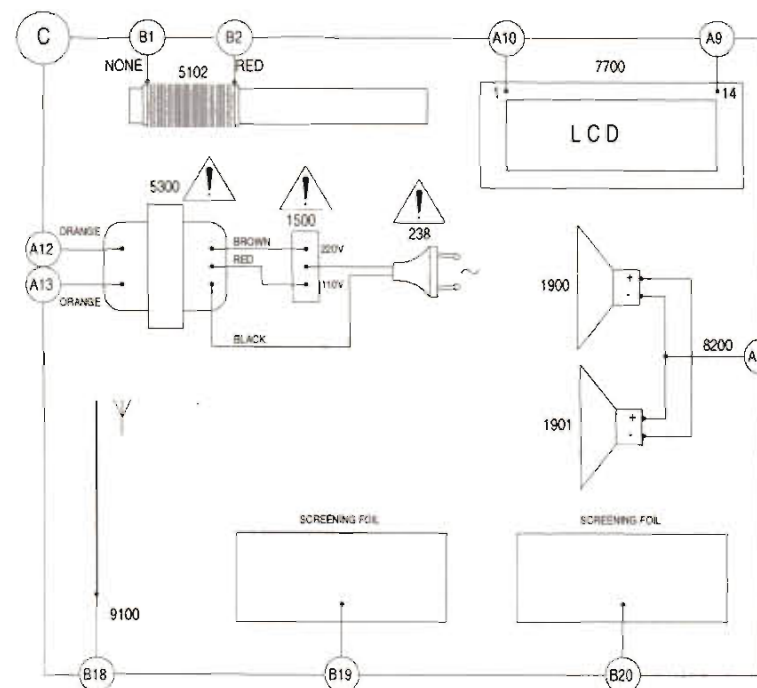 C B1 B2 A10 A9
NONE 5102 RED 7700
1 14
LCD
5300 ! 1500 ! 238 !
ORANGE BROWN 220V
A12 RED
A13 110V
ORANGE
BLACK
1900 + -
8200 A
1901 + -
SCREENING FOIL SCREENING FOIL
9100
B18 B19 B20